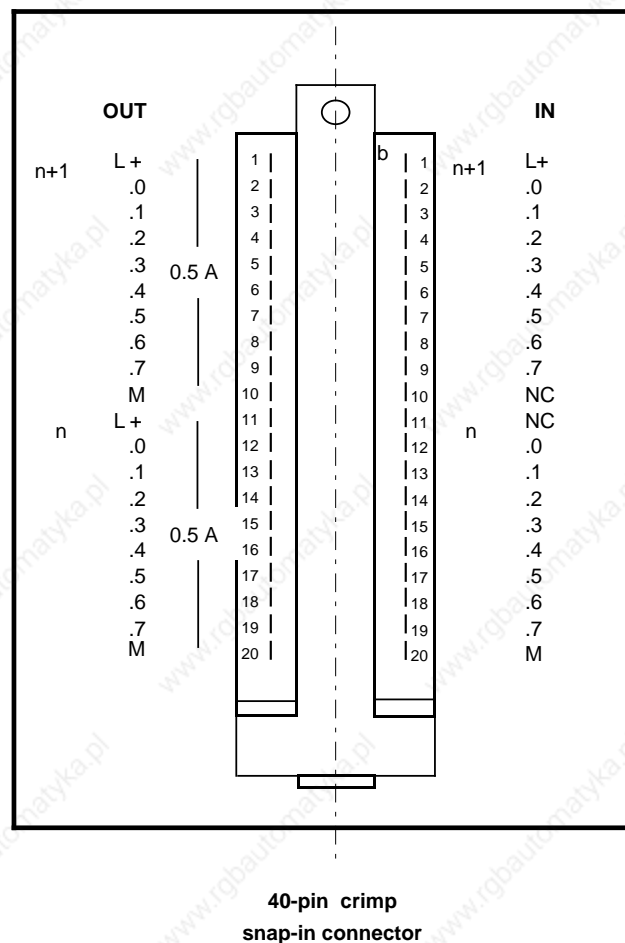 OUT IN
b
n+1 L + 1 1 n+1 L+
.0 2 2 .0
.1 3 3 .1
.2 4 4 .2
.3 0.5 A 5 5 .3
.4 6 6 .4
.5 7 7 .5
.6 8 8 .6
.7 9 9 .7
M 10 10 NC
n L + 11 11 n NC
.0 12 12 .0
.1 13 13 .1
.2 14 14 .2
.3 0.5 A 15 15 .3
.4 16 16 .4
.5 17 17 .5
.6 18 18 .6
.7 19 19 .7
M 20 20 M
40-pin crimp
snap-in connector
www.rgbautomatyka.pl